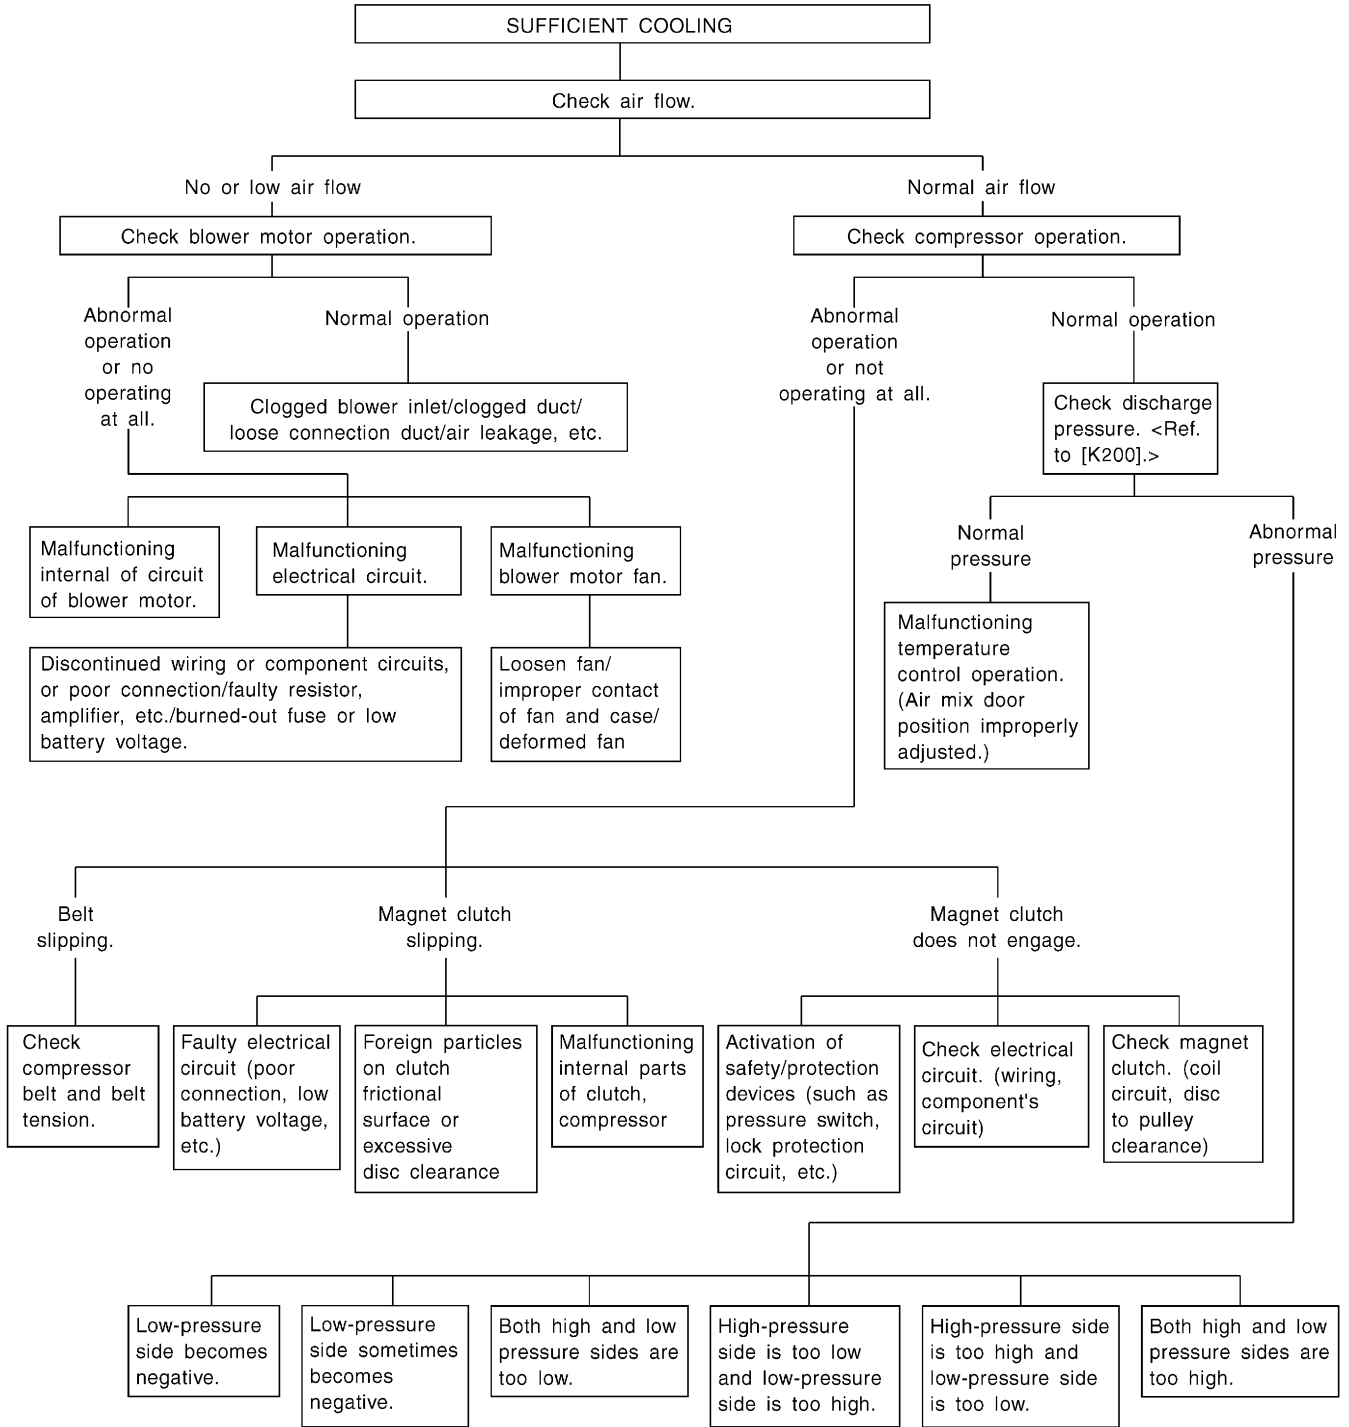 SUFFICIENT COOLING
Check air flow.
No or low air flow
Normal air flow
Check blower motor operation.
Check compressor operation.
Abnormal
operation
or no
operating
at all.
Normal operation
Abnormal
operation
or not
operating at all.
Normal operation
Clogged blower inlet/clogged duct/
loose connection duct/air leakage, etc.
Check discharge
pressure. <Ref.
to [K200].>
Normal
pressure
Abnormal
pressure
Malfunctioning
internal of circuit
of blower motor.
Malfunctioning
electrical circuit.
Malfunctioning
blower motor fan.
Malfunctioning
temperature
control operation.
(Air mix door
position improperly
adjusted.)
Discontinued wiring or component circuits,
or poor connection/faulty resistor,
amplifier, etc./burned-out fuse or low
battery voltage.
Loosen fan/
improper contact
of fan and case/
deformed fan
Belt
slipping.
Magnet clutch
slipping.
Magnet clutch
does not engage.
Check
compressor
belt and belt
tension.
Faulty electrical
circuit (poor
connection, low
battery voltage,
etc.)
Foreign particles
on clutch
frictional
surface or
excessive
disc clearance
Malfunctioning
internal parts
of clutch,
compressor
Activation of
safety/protection
devices (such as
pressure switch,
lock protection
circuit, etc.)
Check electrical
circuit. (wiring,
component's
circuit)
Check magnet
clutch. (coil
circuit, disc
to pulley
clearance)
Low-pressure
side becomes
negative.
Low-pressure
side sometimes
becomes
negative.
Both high and low
pressure sides are
too low.
High-pressure
side is too low
and low-pressure
side is too high.
High-pressure side
is too high and
low-pressure side
is too low.
Both high and low
pressure sides are
too high.